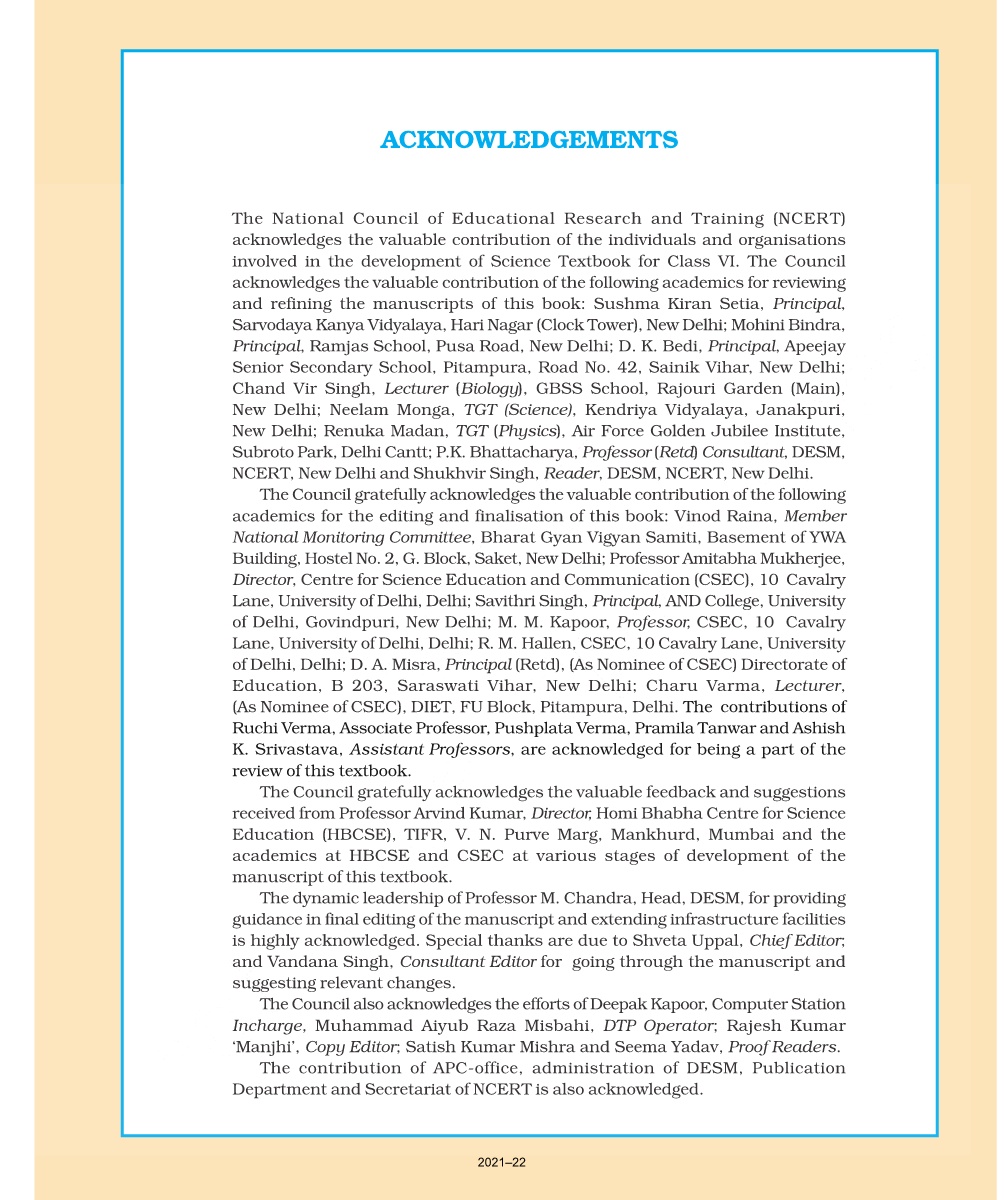 ACKNOWLEDGEMENTS
The National Council of Educational Research and Training (NCERT)
acknowledges the valuable contribution of the individuals and organisations
involved in the development of Science Textbook for Class VI. The Council
acknowledges the valuable contribution of the following academics for reviewing
and refining the manuscripts of this book: Sushma Kiran Setia, Principal,
Sarvodaya Kanya Vidyalaya, Hari Nagar (Clock Tower), New Delhi; Mohini Bindra,
Principal, Ramjas School, Pusa Road, New Delhi; D. K. Bedi, Principal, Apeejay
Senior Secondary School, Pitampura, Road No. 42, Sainik Vihar, New Delhi;
Chand Vir Singh, Lecturer (Biology), GBSS School, Rajouri Garden (Main),
New Delhi; Neelam Monga, TGT (Science), Kendriya Vidyalaya, Janakpuri,
New Delhi; Renuka Madan, TGT (Physics), Air Force Golden Jubilee Institute,
Subroto Park, Delhi Cantt; P.K. Bhattacharya, Professor (Retd) Consultant, DESM,
NCERT, New Delhi and Shukhvir Singh, Reader, DESM, NCERT, New Delhi.
The Council gratefully acknowledges the valuable contribution of the following
academics for the editing and finalisation of this book: Vinod Raina, Member
National Monitoring Committee, Bharat Gyan Vigyan Samiti, Basement of YWA
Building, Hostel No. 2, G. Block, Saket, New Delhi; Professor Amitabha Mukherjee,
Director, Centre for Science Education and Communication (CSEC), 10 Cavalry
Lane, University of Delhi, Delhi; Savithri Singh, Principal, AND College, University
of Delhi, Govindpuri, New Delhi; M. M. Kapoor, Professor, CSEC, 10 Cavalry
Lane, University of Delhi, Delhi; R. M. Hallen, CSEC, 10 Cavalry Lane, University
of Delhi, Delhi; D. A. Misra, Principal (Retd), (As Nominee of CSEC) Directorate of
Education, B 203, Saraswati Vihar, New Delhi; Charu Varma, Lecturer,
(As Nominee of CSEC), DIET, FU Block, Pitampura, Delhi. The contributions of
Ruchi Verma, Associate Professor, Pushplata Verma, Pramila Tanwar and Ashish
K. Srivastava, Assistant Professors, are acknowledged for being a part of the
review of this textbook.
The Council gratefully acknowledges the valuable feedback and suggestions
received from Professor Arvind Kumar, Director, Homi Bhabha Centre for Science
Education (HBCSE), TIFR, V. N. Purve Marg, Mankhurd, Mumbai and the
academics at HBCSE and CSEC at various stages of development of the
manuscript of this textbook.
The dynamic leadership of Professor M. Chandra, Head, DESM, for providing
guidance in final editing of the manuscript and extending infrastructure facilities
is highly acknowledged. Special thanks are due to Shveta Uppal, Chief Editor;
and Vandana Singh, Consultant Editor for going through the manuscript and
suggesting relevant changes.
The Council also acknowledges the efforts of Deepak Kapoor, Computer Station
Incharge, Muhammad Aiyub Raza Misbahi, DTP Operator; Rajesh Kumar
‘Manjhi’, Copy Editor; Satish Kumar Mishra and Seema Yadav, Proof Readers.
The contribution of APC-office, administration of DESM, Publication
Department and Secretariat of NCERT is also acknowledged.
2021–22